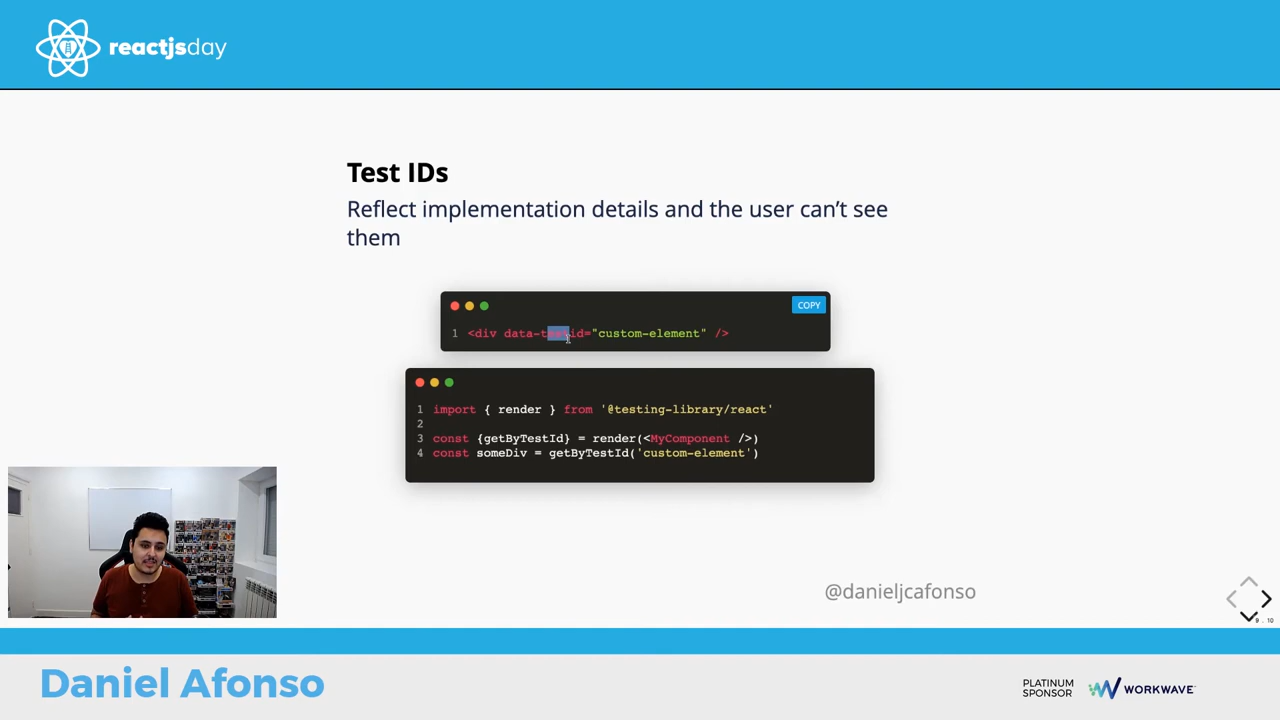 reactjsday
Test IDs
Reflect implementation details and the user can't see
them
COPY
1 <div data-testid="custom-element" />
1 import { render } from '@testing-library/react'
2
3 const {getByTestId} = render(<MyComponent />)
4 const someDiv = getByTestId('custom-element')
@danieljcafonso
9 . 10
Daniel Afonso
PLATINUM
SPONSOR
WORKWAVE